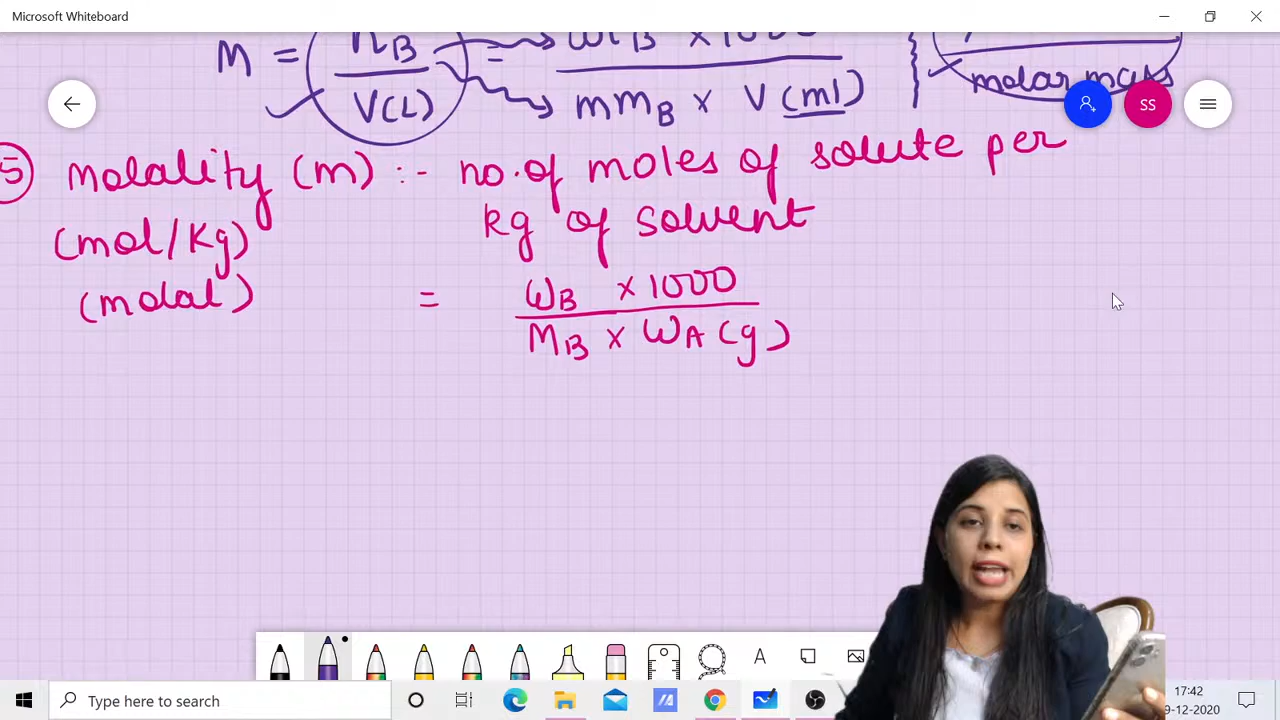 Microsoft Whiteboard
M = nB / V(L) = WB × 1000 / mmB × V (ml)
molar mass
SS
5 Molality (m) :- no. of moles of solute per
(mol/Kg) kg of solvent
(molal) = WB × 1000 / MB × WA (g)
A
Type here to search
17:42
9-12-2020